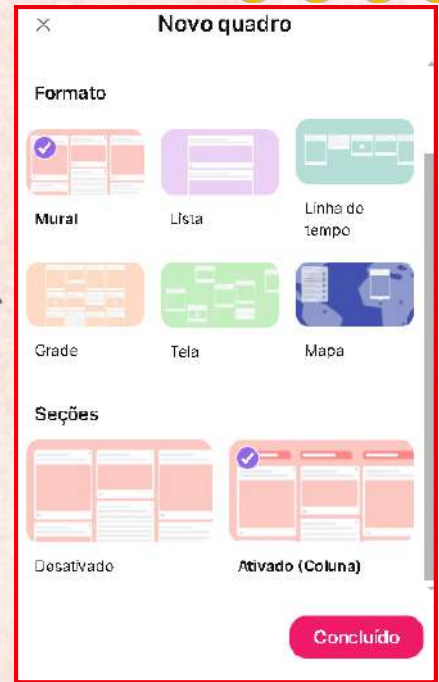 Novo quadro
Formato
Mural
Lista
Linha do
tempo
Grade
Tela
Mapa
Seções
Desativado
Ativado (Coluna)
Concluído